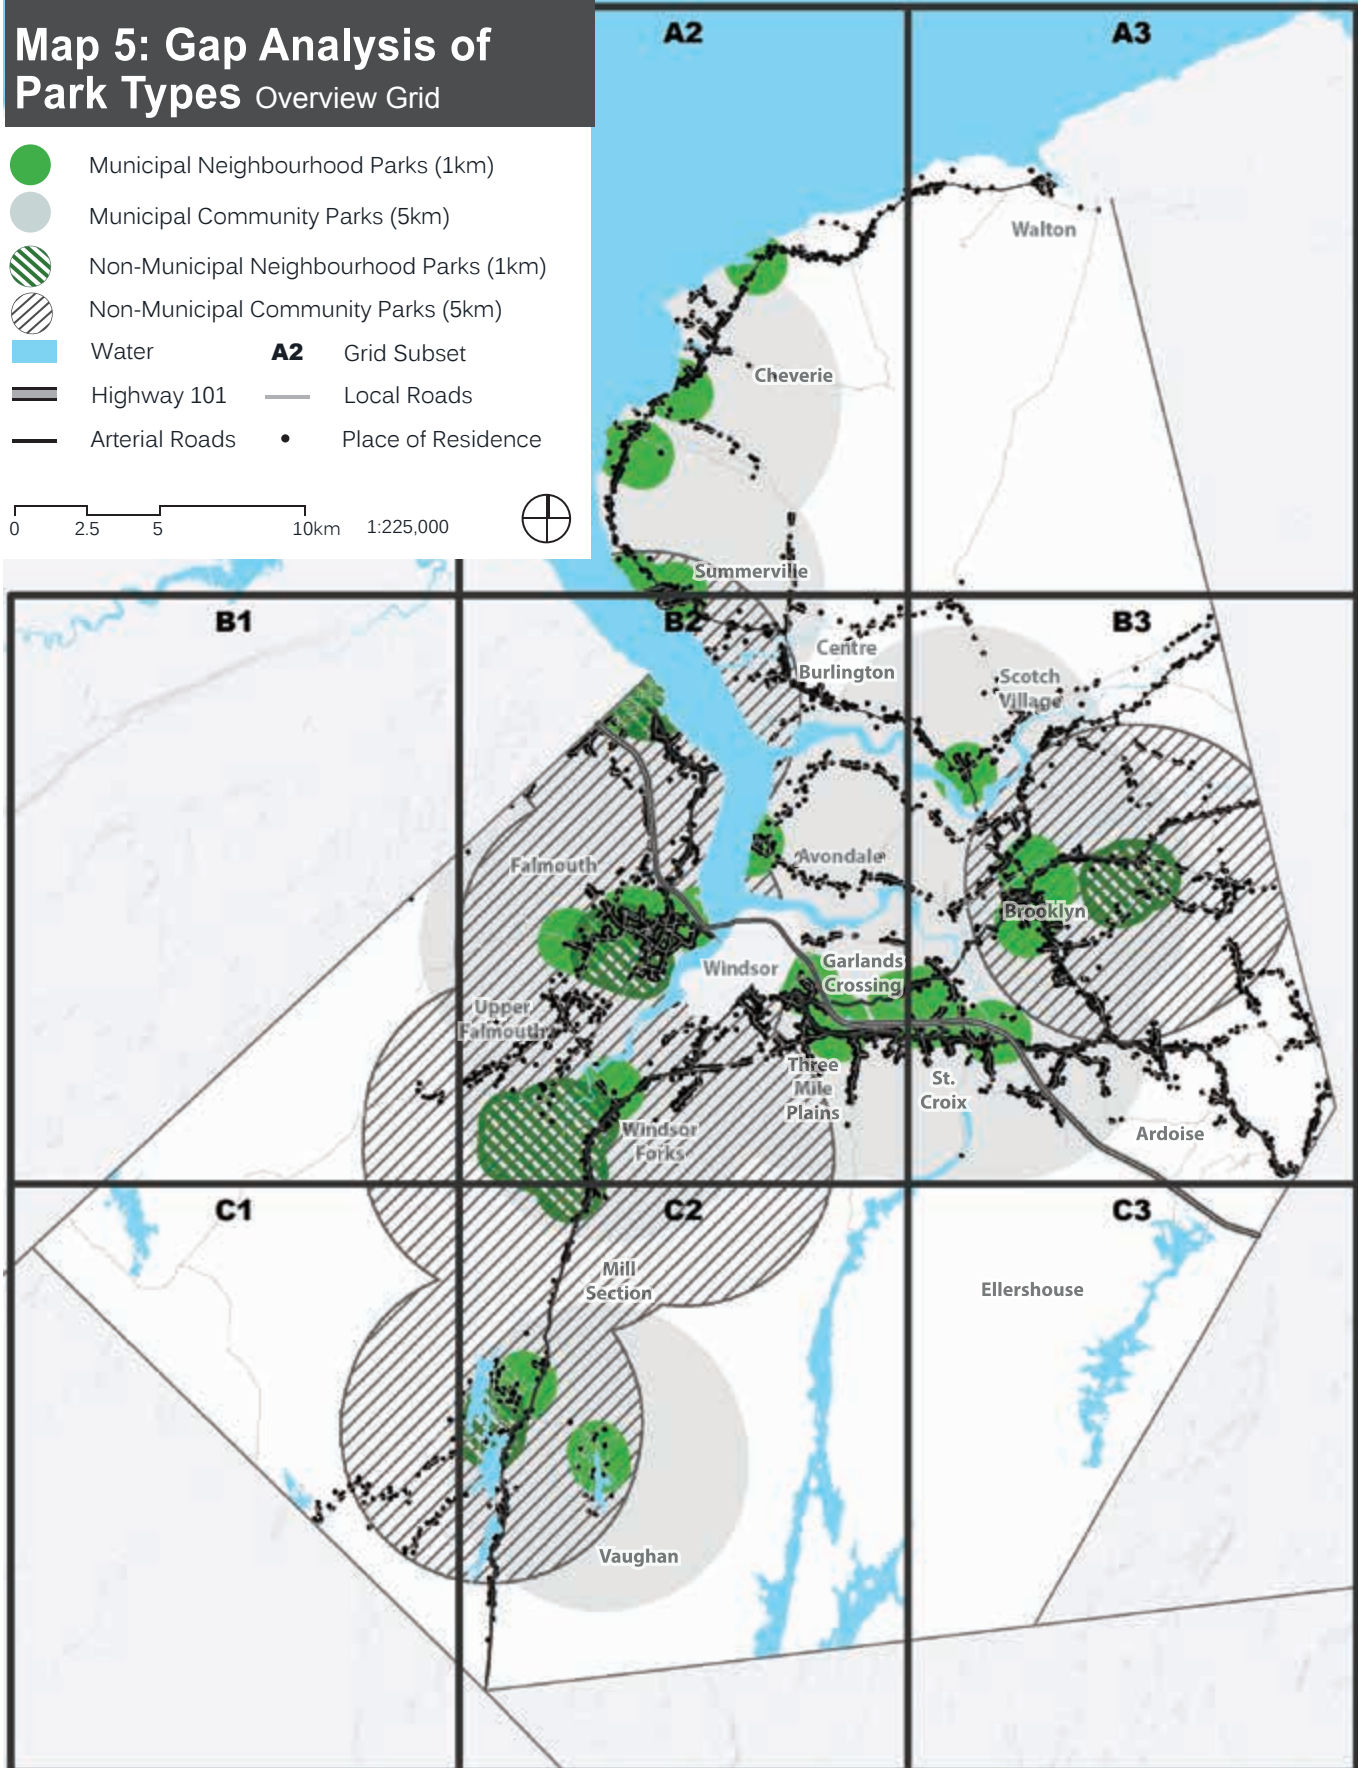 Map 5: Gap Analysis of
Park Types Overview Grid
Municipal Neighbourhood Parks (1km)
Municipal Community Parks (5km)
Non-Municipal Neighbourhood Parks (1km)
Non-Municipal Community Parks (5km)
Water
A2 Grid Subset
Highway 101
Local Roads
Arterial Roads
Place of Residence
0 2.5 5 10km 1:225,000
A2
A3
Walton
Cheverie
Summerville
B1
B2
B3
Centre
Burlington
Scotch
Village
Falmouth
Avondale
Brooklyn
Windsor
Garlands
Crossing
Upper
Falmouth
Three
Mile
Plains
St.
Croix
Windsor
Forks
Ardoise
C1
C2
C3
Mill
Section
Ellershouse
Vaughan